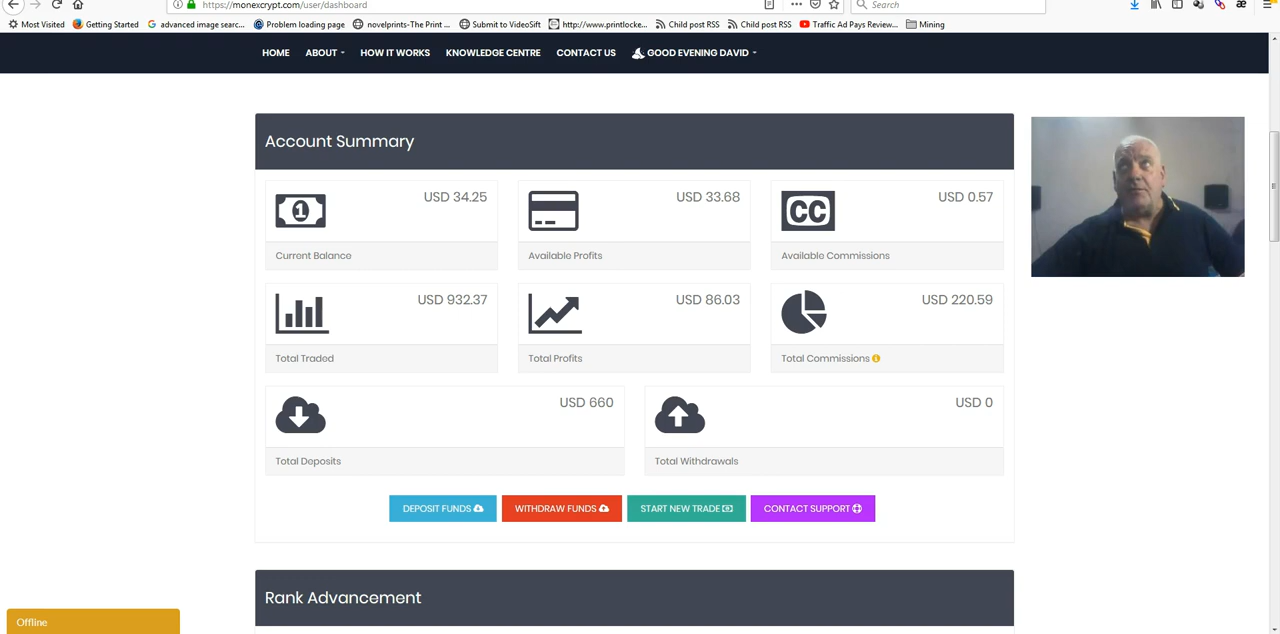 https://monexcrypt.com/user/dashboard
Search
Most Visited Getting Started advanced image searc... Problem loading page novelprints-The Print ... Submit to VideoSift http://www.printlocke... Child post RSS Child post RSS Traffic Ad Pays Review... Mining
HOME ABOUT HOW IT WORKS KNOWLEDGE CENTRE CONTACT US GOOD EVENING DAVID
Account Summary
USD 34.25
Current Balance
USD 33.68
Available Profits
CC USD 0.57
Available Commissions
USD 932.37
Total Traded
USD 86.03
Total Profits
USD 220.59
Total Commissions
USD 660
Total Deposits
USD 0
Total Withdrawals
DEPOSIT FUNDS WITHDRAW FUNDS START NEW TRADE CONTACT SUPPORT
Rank Advancement
Offline